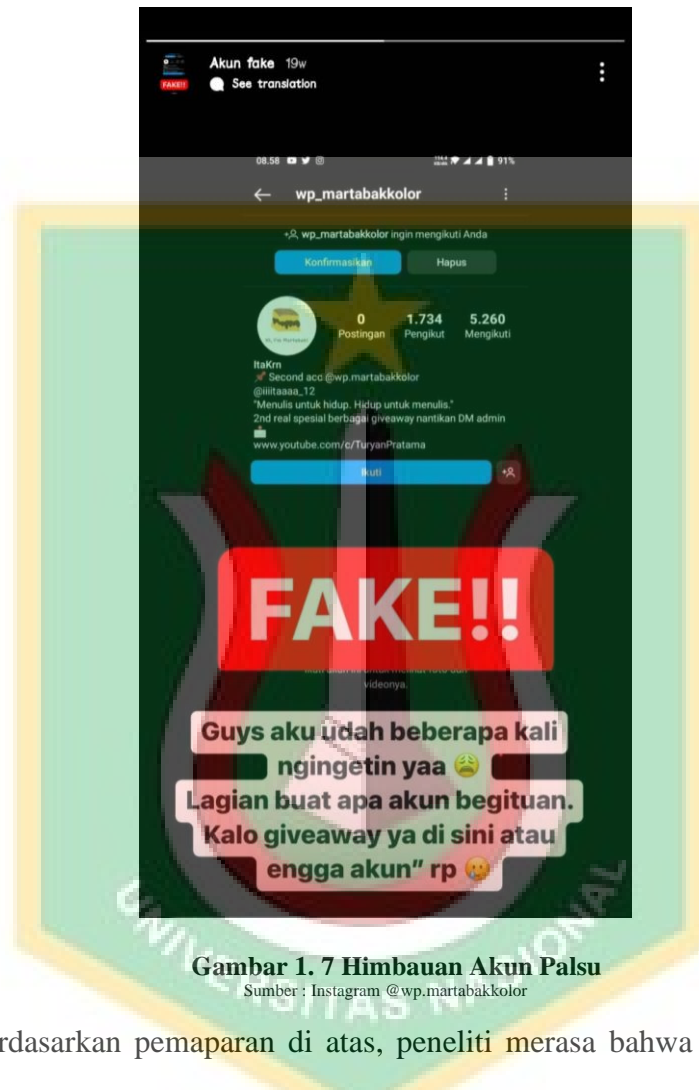 Akun fake 19w
See translation
FAKE!!
08.58 91%
wp_martabakkolor
wp_martabakkolor ingin mengikuti Anda
Konfirmasikan Hapus
0 1.734 5.260
Postingan Pengikut Mengikuti
ItaKrn
Second acc @wp.martabakkolor
@iiiitaaaa_12
"Menulis untuk hidup. Hidup untuk menulis."
2nd real spesial berbagai giveaway nantikan DM admin
www.youtube.com/c/TuryanPratama
Ikuti
FAKE!!
videonya.
Guys aku udah beberapa kali
ngingetin yaa 😩
Lagian buat apa akun begituan.
Kalo giveaway ya di sini atau
engga akun" rp 🥲
UNIVERSITAS NASIONAL
Gambar 1. 7 Himbauan Akun Palsu
Sumber : Instagram @wp.martabakkolor
rdasarkan pemaparan di atas, peneliti merasa bahwa